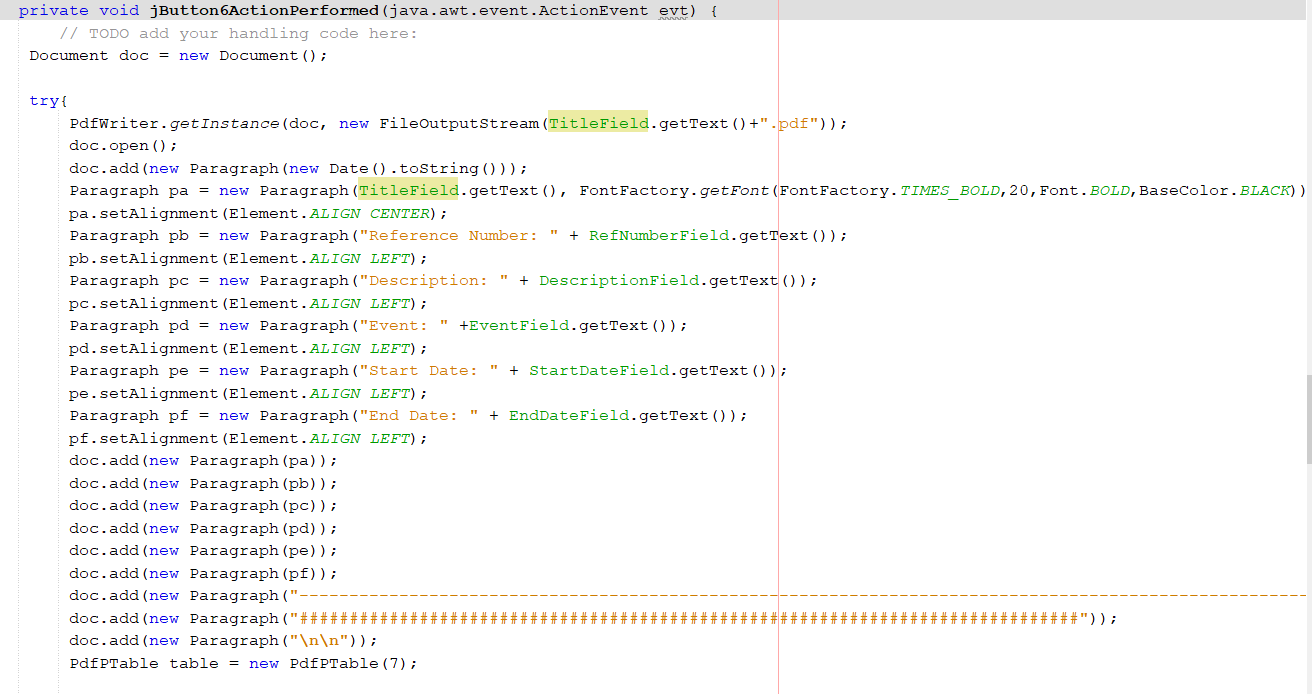 private void jButton6ActionPerformed(java.awt.event.ActionEvent evt) {
// TODO add your handling code here:
Document doc = new Document();
try{
PdfWriter.getInstance(doc, new FileOutputStream(TitleField.getText()+".pdf"));
doc.open();
doc.add(new Paragraph(new Date().toString()));
Paragraph pa = new Paragraph(TitleField.getText(), FontFactory.getFont(FontFactory.TIMES_BOLD,20,Font.BOLD,BaseColor.BLACK))
pa.setAlignment(Element.ALIGN_CENTER);
Paragraph pb = new Paragraph("Reference Number: " + RefNumberField.getText());
pb.setAlignment(Element.ALIGN_LEFT);
Paragraph pc = new Paragraph("Description: " + DescriptionField.getText());
pc.setAlignment(Element.ALIGN_LEFT);
Paragraph pd = new Paragraph("Event: " +EventField.getText());
pd.setAlignment(Element.ALIGN_LEFT);
Paragraph pe = new Paragraph("Start Date: " + StartDateField.getText());
pe.setAlignment(Element.ALIGN_LEFT);
Paragraph pf = new Paragraph("End Date: " + EndDateField.getText());
pf.setAlignment(Element.ALIGN_LEFT);
doc.add(new Paragraph(pa));
doc.add(new Paragraph(pb));
doc.add(new Paragraph(pc));
doc.add(new Paragraph(pd));
doc.add(new Paragraph(pe));
doc.add(new Paragraph(pf));
doc.add(new Paragraph("-----------------------------------------------------------------------------------------------------
doc.add(new Paragraph("##############################################################################"));
doc.add(new Paragraph("\n\n"));
PdfPTable table = new PdfPTable(7);